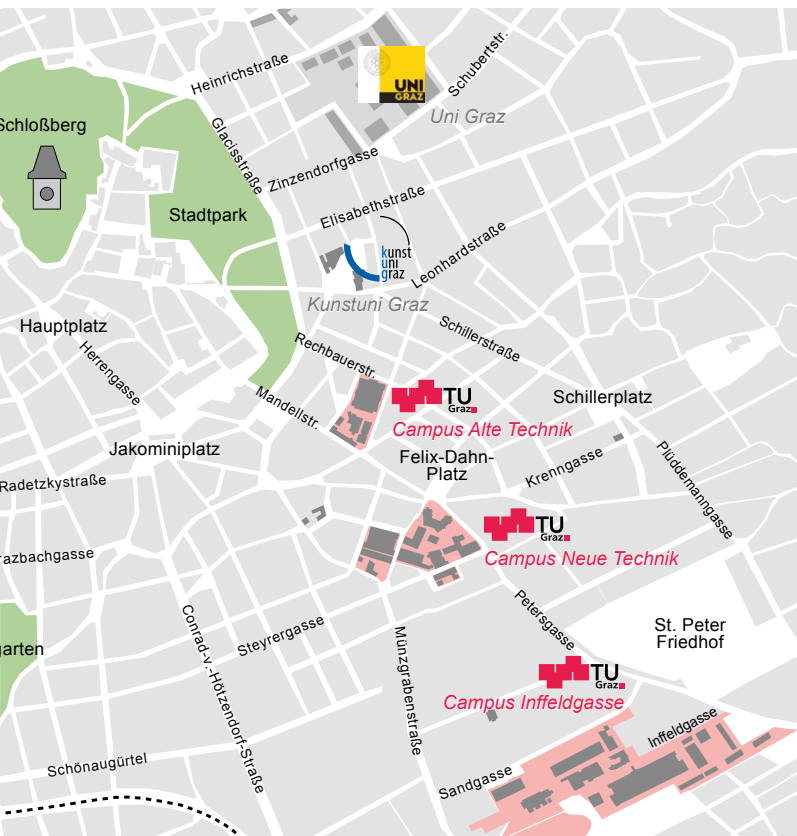 Heinrichstraße
Schubertstr.
UNI
GRAZ
Uni Graz
Schloßberg
Glacisstraße
Zinzendorfgasse
Stadtpark
Elisabethstraße
kunst
uni
graz
Leonhardstraße
Kunstuni Graz
Hauptplatz
Schillerstraße
Herrengasse
Rechbauerstr.
Mandellstr.
TU
Graz
Schillerplatz
Campus Alte Technik
Jakominiplatz
Felix-Dahn-
Platz
Krenngasse
Plüddemanngasse
Radetzkystraße
TU
Graz
razbachgasse
Campus Neue Technik
Petersgasse
Conrad-v.-Hötzendorf-Straße
Steyrergasse
Münzgrabenstraße
St. Peter
Friedhof
garten
TU
Graz
Campus Inffeldgasse
Inffeldgasse
Schönaugürtel
Sandgasse